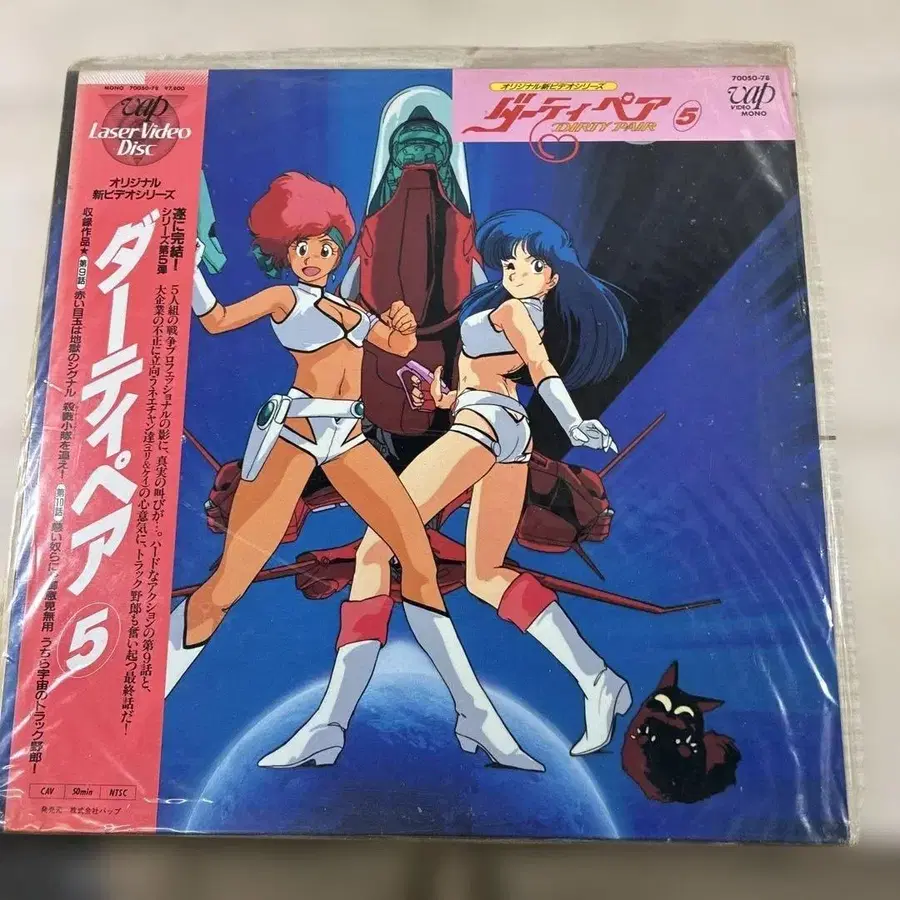 MONO 70050-78 ¥7,800
vap
LaserVideo
Disc
オリジナル
新ビデオシリーズ
ダーティペア
5
遂に完結!
シリーズ第5弾
5人組の戦争プロフェッショナルの影に、真実の叫びが…。ハードなアクションの第9話と、
大企業の不正に立向うネエチャン達(ユリ&ケイ)の心意気に、トラック野郎も奮い起つ最終話だ!
収録作品★第9話 赤い目玉は地獄のシグナル 殺戮小隊を追え!
第10話 悪い奴らに 意見無用 うちら宇宙のトラック野郎!
CAV 50min NTSC
発売元 株式会社バップ
オリジナル新ビデオシリーズ
ダーティペア
DIRTY PAIR
5
70050-78
vap
VIDEO
MONO